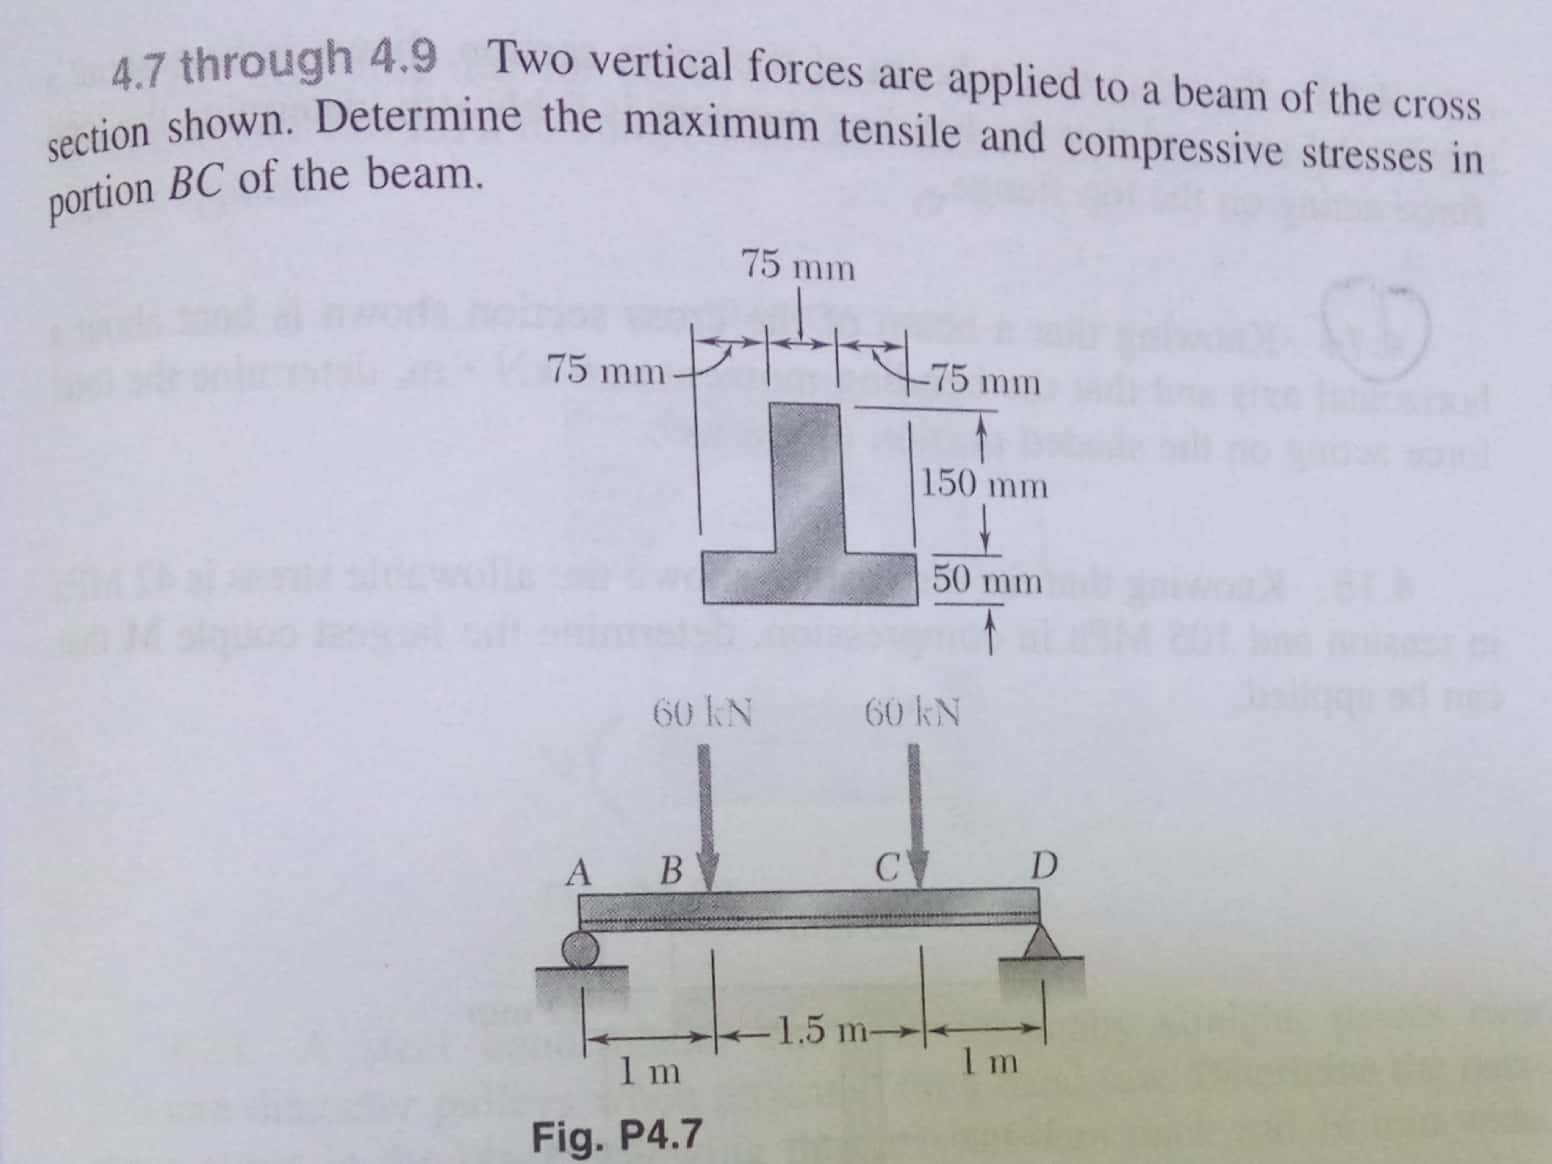 4.7 through 4.9 Two vertical forces are applied to a beam of the cross
section shown. Determine the maximum tensile and compressive stresses in
portion BC of the beam.
75 mm
75 mm
75 mm
150 mm
50 mm
60 kN
60 kN
A
B
C
D
1.5 m
1 m
1 m
Fig. P4.7